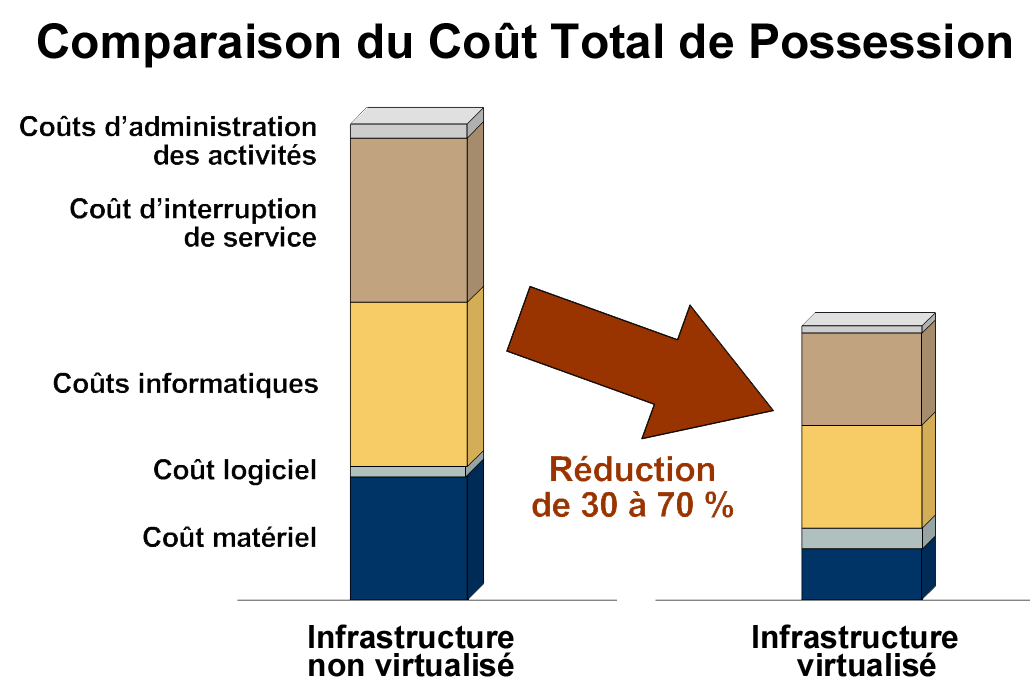 Comparaison du Coût Total de Possession
Coûts d’administration
des activités
Coût d’interruption
de service
Coûts informatiques
Coût logiciel
Coût matériel
Réduction
de 30 à 70 %
Infrastructure
non virtualisé
Infrastructure
virtualisé